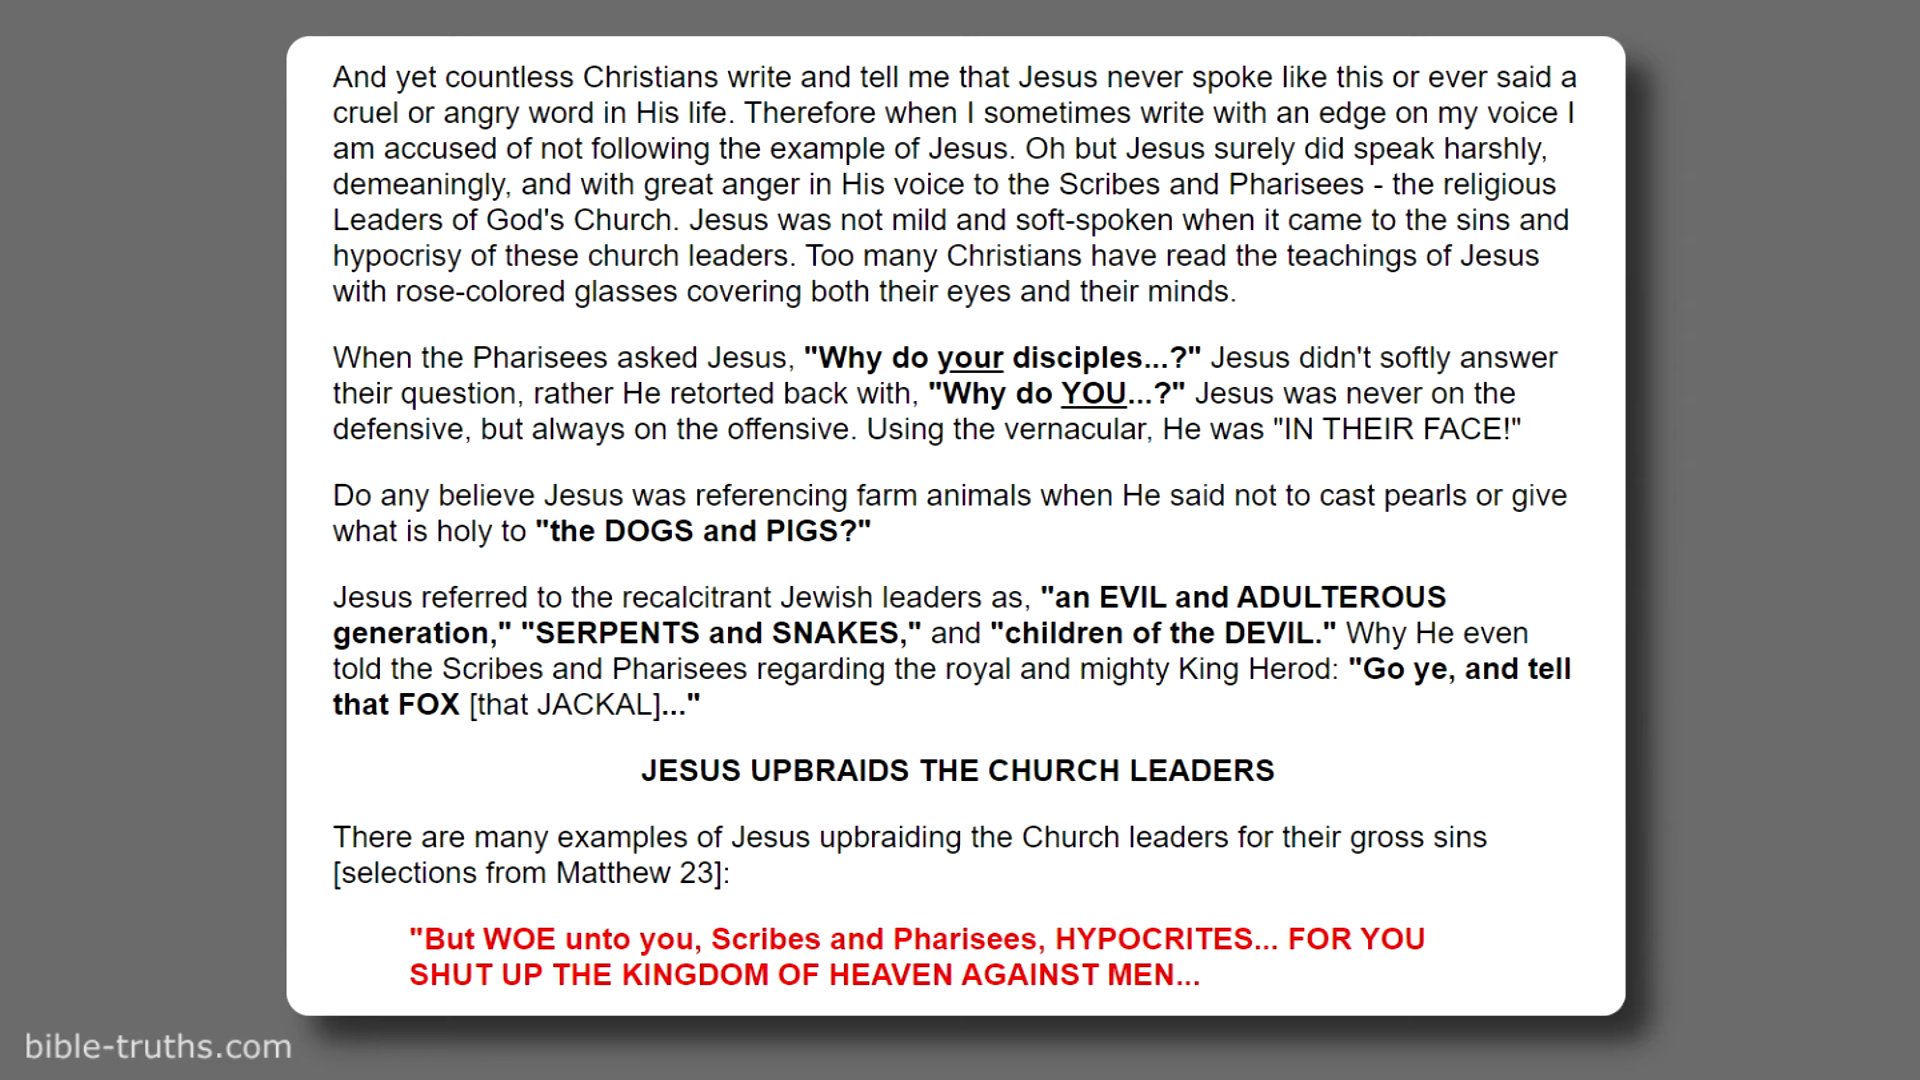 And yet countless Christians write and tell me that Jesus never spoke like this or ever said a
cruel or angry word in His life. Therefore when I sometimes write with an edge on my voice I
am accused of not following the example of Jesus. Oh but Jesus surely did speak harshly,
demeaningly, and with great anger in His voice to the Scribes and Pharisees - the religious
Leaders of God's Church. Jesus was not mild and soft-spoken when it came to the sins and
hypocrisy of these church leaders. Too many Christians have read the teachings of Jesus
with rose-colored glasses covering both their eyes and their minds.
When the Pharisees asked Jesus, "Why do your disciples...?" Jesus didn't softly answer
their question, rather He retorted back with, "Why do YOU...?" Jesus was never on the
defensive, but always on the offensive. Using the vernacular, He was "IN THEIR FACE!"
Do any believe Jesus was referencing farm animals when He said not to cast pearls or give
what is holy to "the DOGS and PIGS?"
Jesus referred to the recalcitrant Jewish leaders as, "an EVIL and ADULTEROUS
generation," "SERPENTS and SNAKES," and "children of the DEVIL." Why He even
told the Scribes and Pharisees regarding the royal and mighty King Herod: "Go ye, and tell
that FOX [that JACKAL]..."
JESUS UPBRAIDS THE CHURCH LEADERS
There are many examples of Jesus upbraiding the Church leaders for their gross sins
[selections from Matthew 23]:
"But WOE unto you, Scribes and Pharisees, HYPOCRITES... FOR YOU
SHUT UP THE KINGDOM OF HEAVEN AGAINST MEN...
bible-truths.com